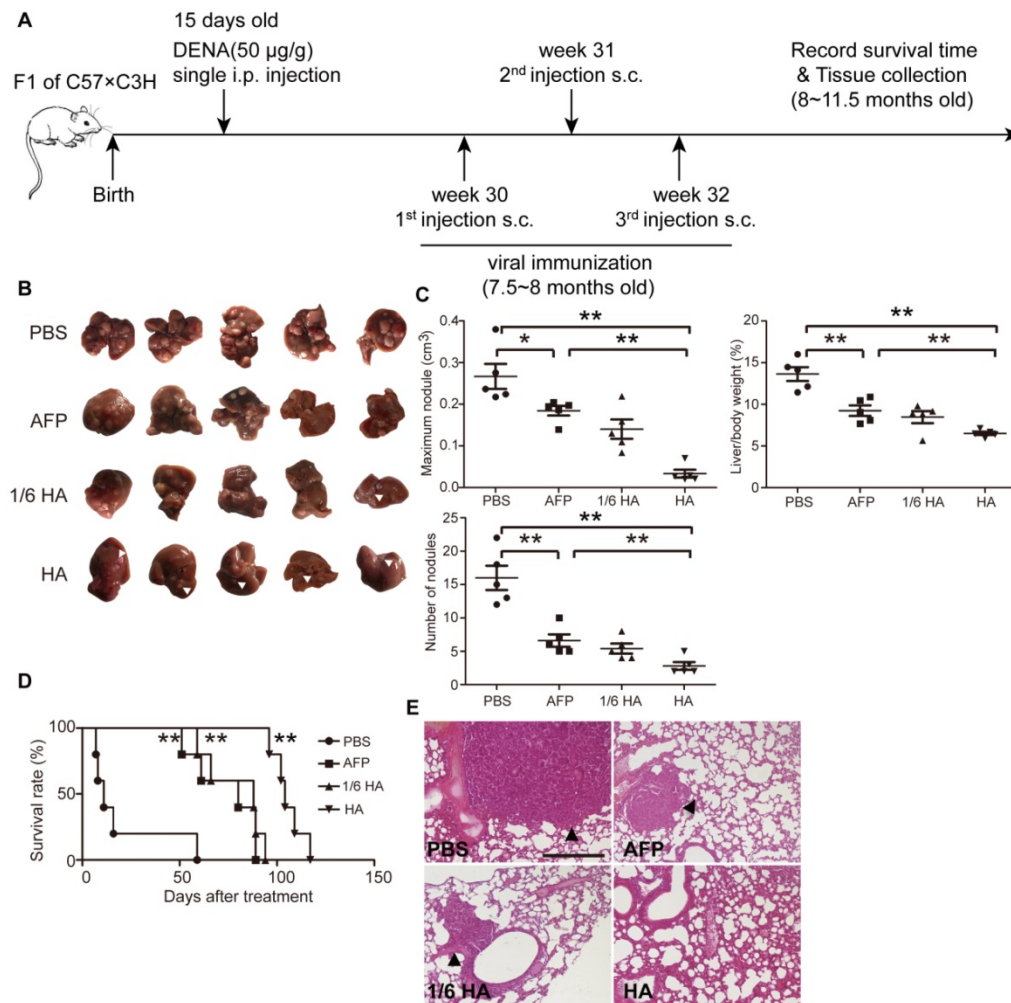 A
15 days old
DENA(50 µg/g)
single i.p. injection
F1 of C57×C3H
week 31
2nd injection s.c.
Record survival time
& Tissue collection
(8~11.5 months old)
Birth
week 30
1st injection s.c.
week 32
3rd injection s.c.
viral immunization
(7.5~8 months old)
B
PBS
AFP
1/6 HA
HA
C
Maximum nodule (cm3)
0.4
0.3
0.2
0.1
0.0
**
*
**
PBS AFP 1/6 HA HA
Liver/body weight (%)
20
15
10
5
0
**
**
**
PBS AFP 1/6 HA HA
Number of nodules
25
20
15
10
5
0
**
**
**
PBS AFP 1/6 HA HA
D
Survival rate (%)
100
50
0
** ** **
PBS
AFP
1/6 HA
HA
0 50 100 150
Days after treatment
E
PBS
AFP
1/6 HA
HA